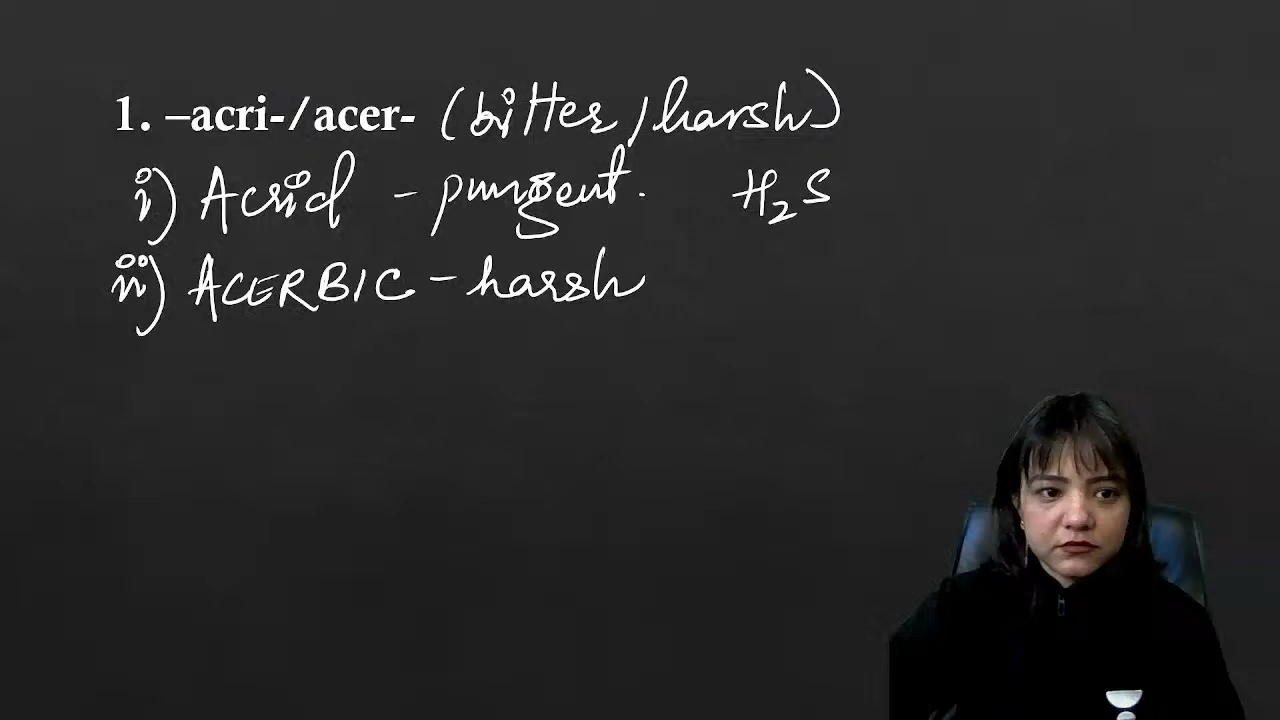 1. –acri-/acer- (bitter/harsh)
i) Acrid - pungent. H₂S
ii) ACERBIC - harsh